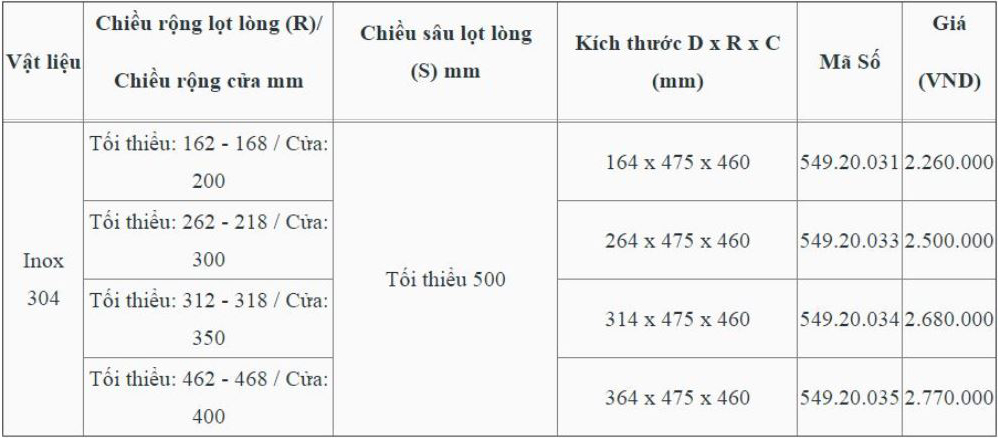 Vật liệu
Chiều rộng lọt lòng (R)/
Chiều rộng cửa mm
Chiều sâu lọt lòng
(S) mm
Kích thước D x R x C
(mm)
Mã Số
Giá
(VND)
Inox
304
Tối thiểu: 162 - 168 / Cửa:
200
Tối thiểu 500
164 x 475 x 460
549.20.031
2.260.000
Tối thiểu: 262 - 218 / Cửa:
300
264 x 475 x 460
549.20.033
2.500.000
Tối thiểu: 312 - 318 / Cửa:
350
314 x 475 x 460
549.20.034
2.680.000
Tối thiểu: 462 - 468 / Cửa:
400
364 x 475 x 460
549.20.035
2.770.000